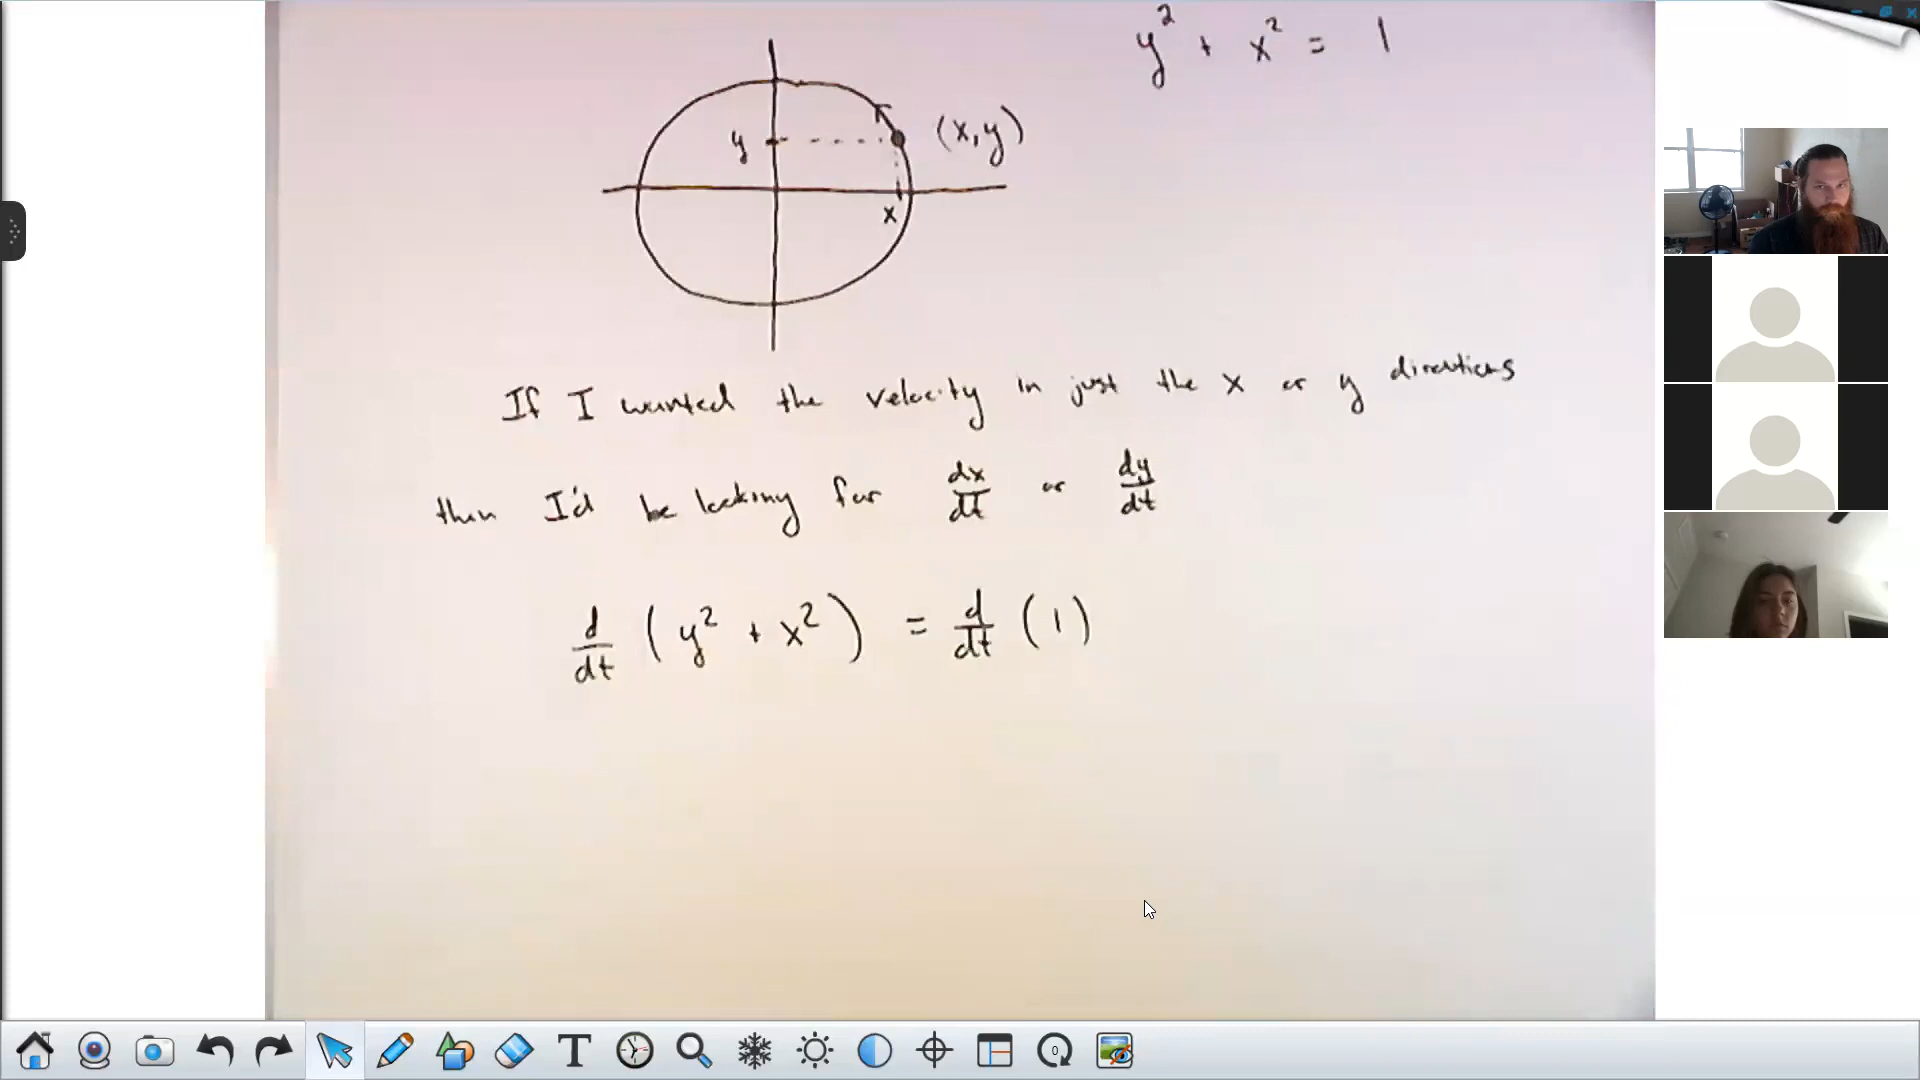 y² + x² = 1
y
(x,y)
x
If I wanted the velocity in just the x or y directions
then I'd be looking for dx/dt or dy/dt
d/dt (y² + x²) = d/dt (1)
T
0